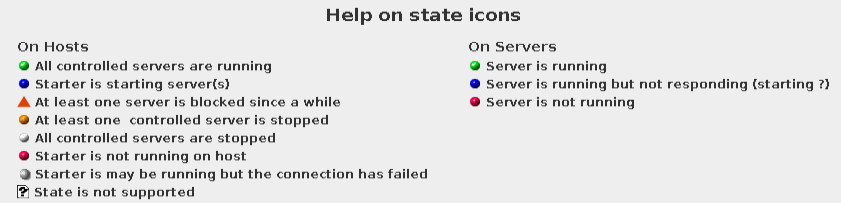 Help on state icons
On Hosts
All controlled servers are running
Starter is starting server(s)
At least one server is blocked since a while
At least one  controlled server is stopped
All controlled servers are stopped
Starter is not running on host
Starter is may be running but the connection has failed
? State is not supported
On Servers
Server is running
Server is running but not responding (starting ?)
Server is not running